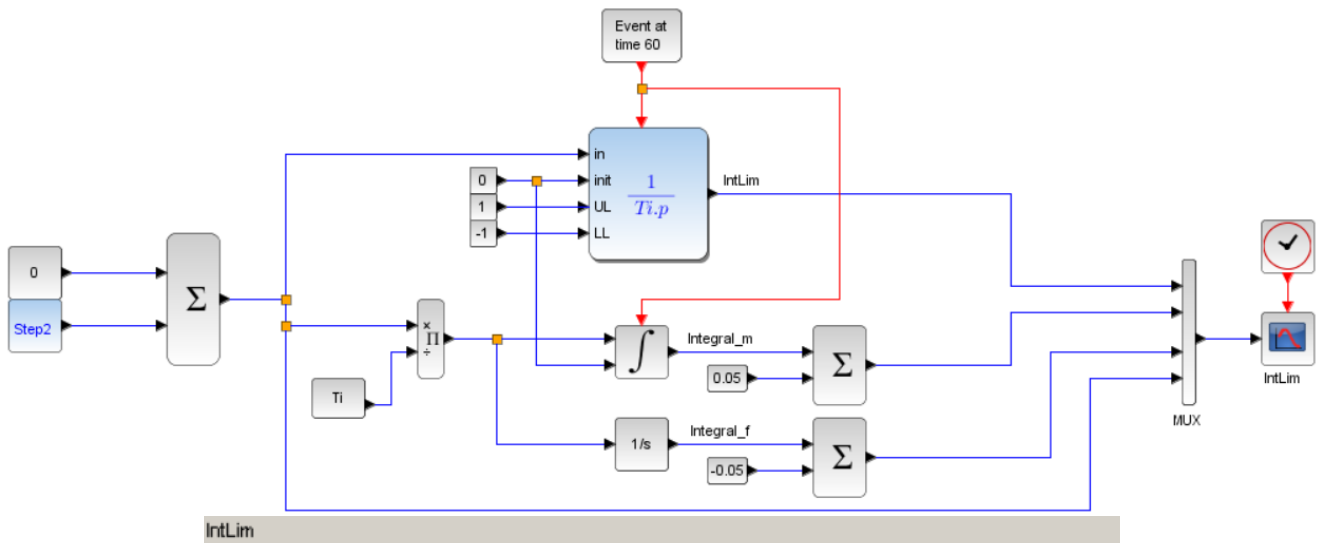 Event at
time 60
in
init
UL
LL
1
Ti.p
IntLim
0
1
-1
0
Step2
Σ
×
Π
÷
Ti
∫
Integral_m
0.05
Σ
1/s
Integral_f
-0.05
Σ
MUX
IntLim
IntLim